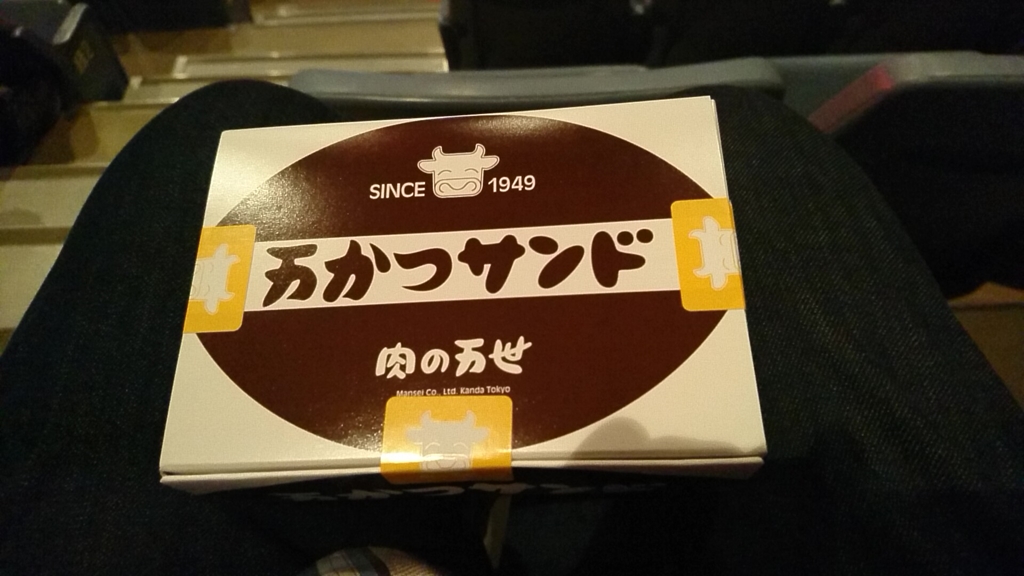 SINCE 1949
万かつサンド
肉の万世
Mansei Co., Ltd. Kanda Tokyo